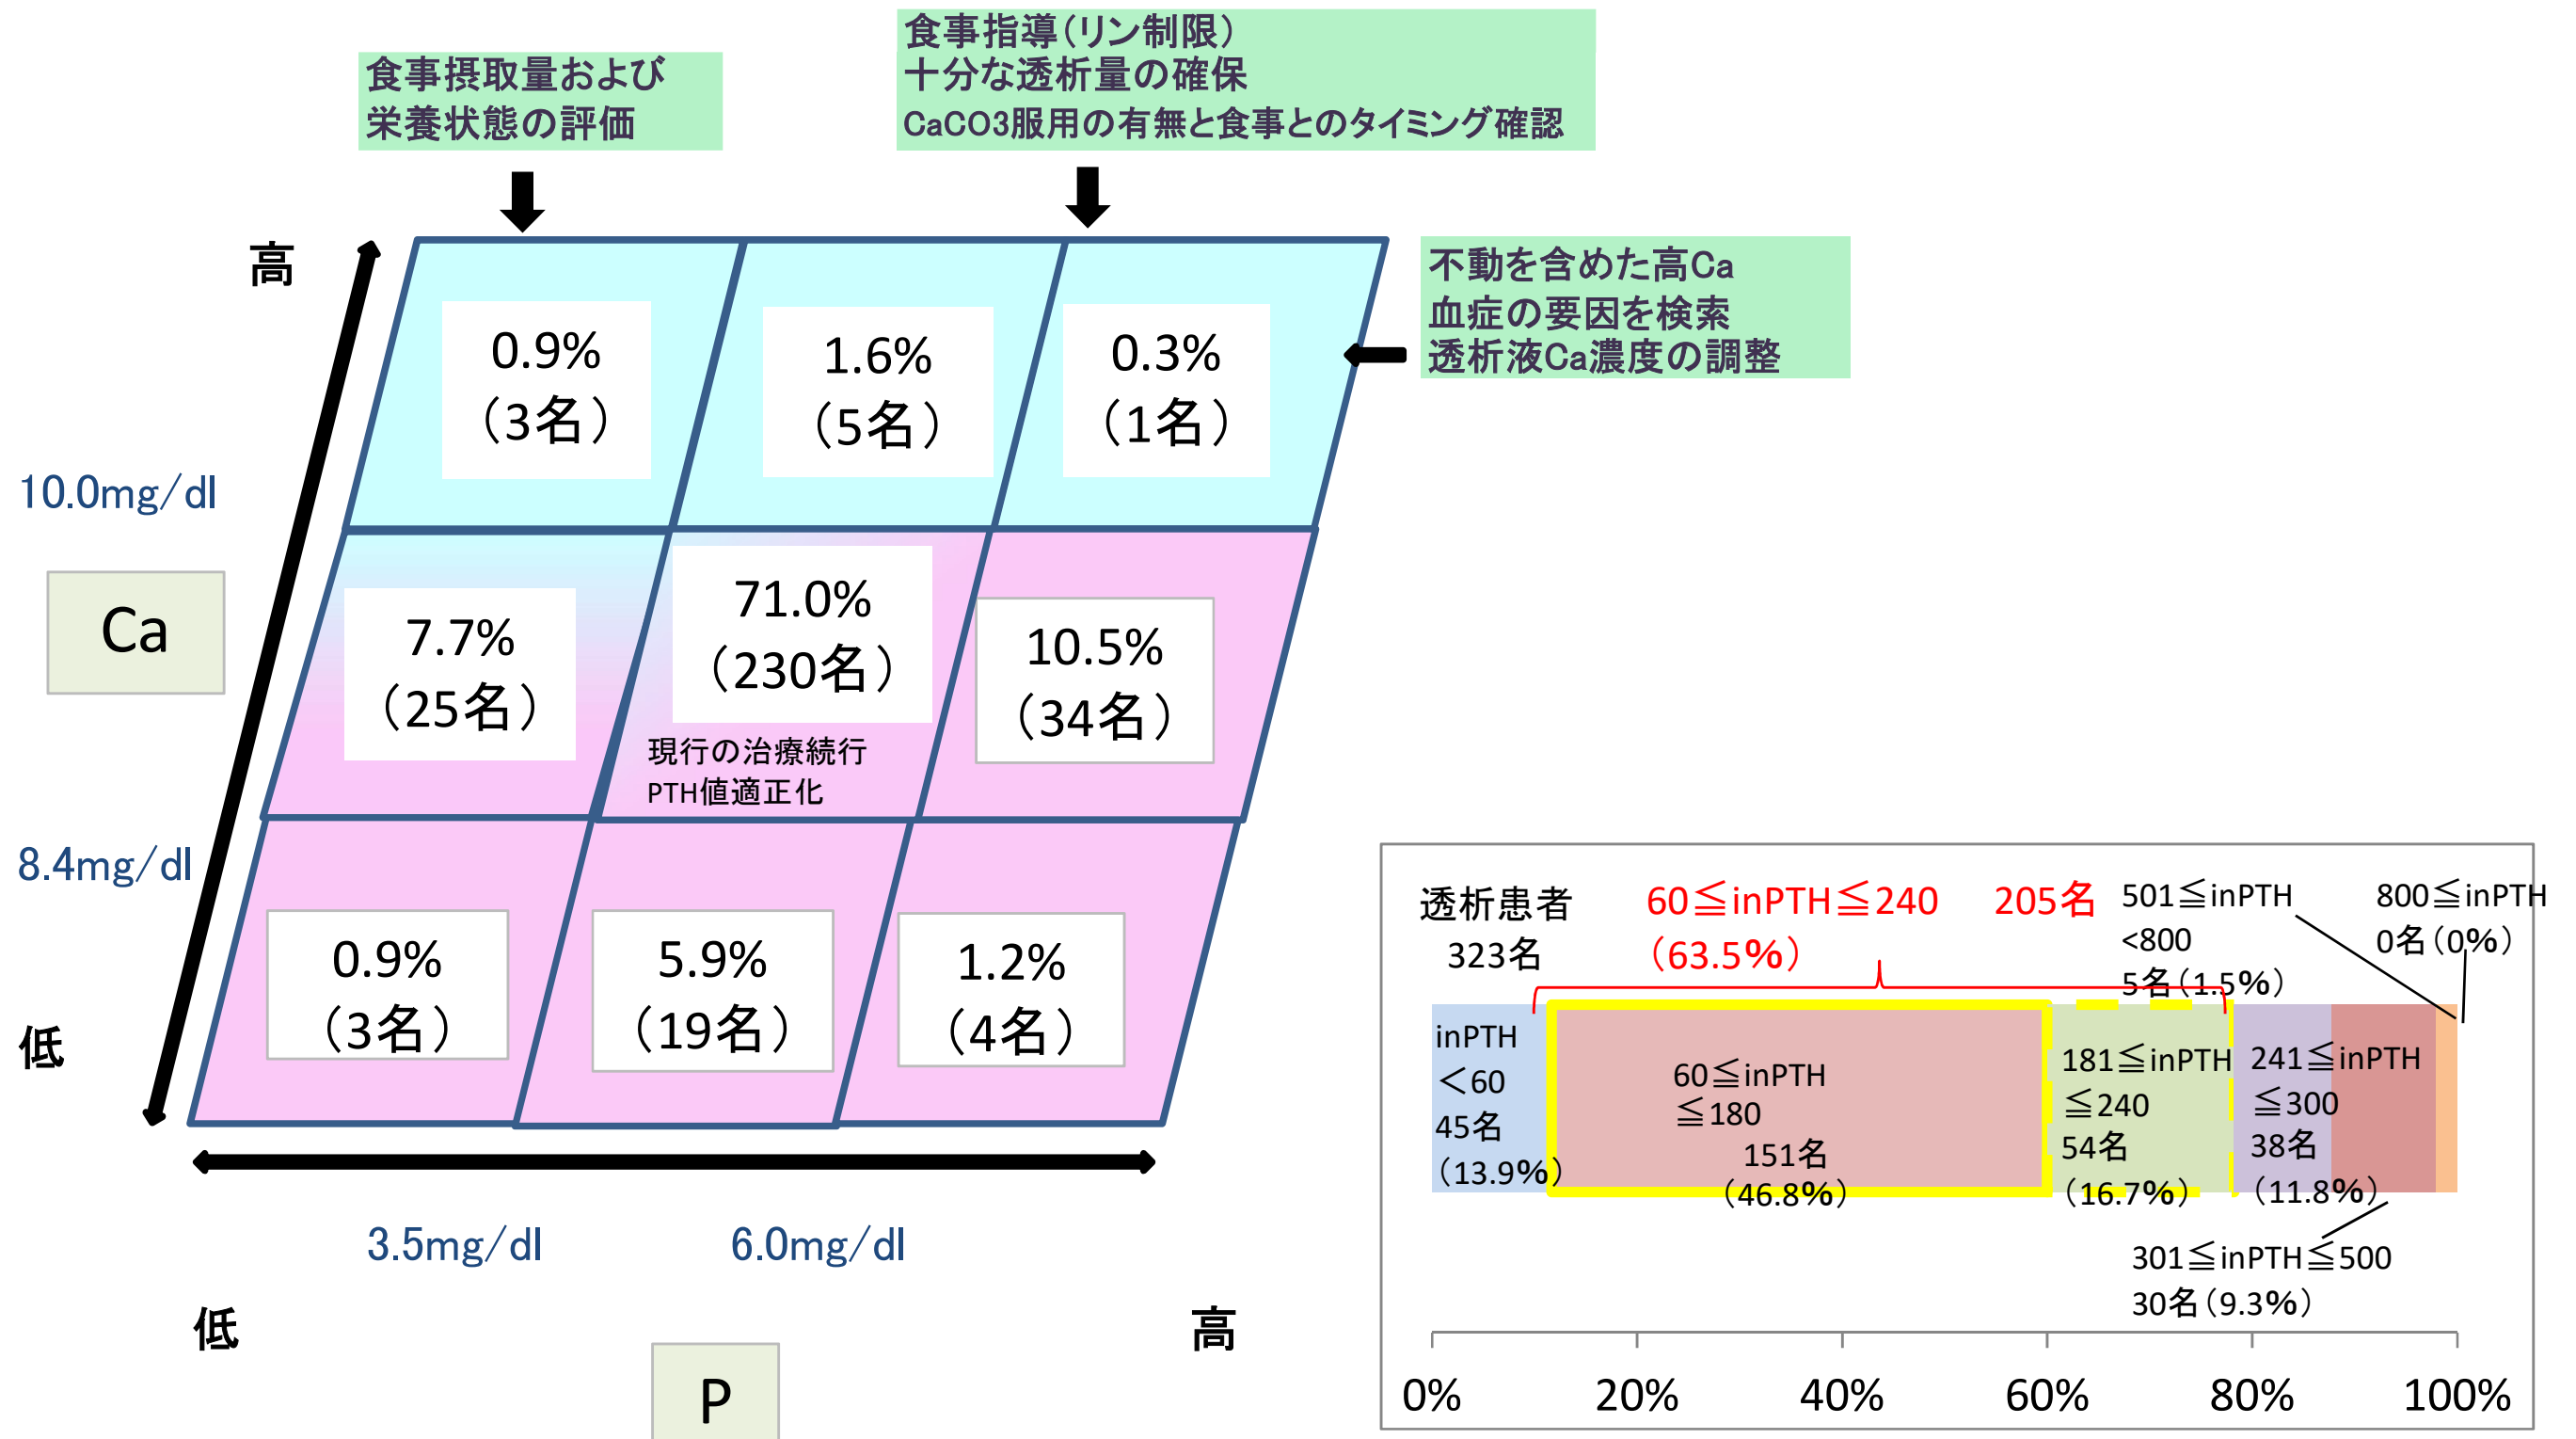 食事摂取量および
栄養状態の評価
食事指導（リン制限）
十分な透析量の確保
CaCO3服用の有無と食事とのタイミング確認
不動を含めた高Ca
血症の要因を検索
透析液Ca濃度の調整
高
0.9%
（3名）
1.6%
（5名）
0.3%
（1名）
10.0mg/dl
Ca
7.7%
（25名）
71.0%
（230名）
現行の治療続行
PTH値適正化
10.5%
（34名）
8.4mg/dl
0.9%
（3名）
5.9%
（19名）
1.2%
（4名）
低
3.5mg/dl
6.0mg/dl
低
高
P
透析患者
323名
60≦inPTH≦240 205名
（63.5%）
501≦inPTH
<800
5名（1.5%）
800≦inPTH
0名（0%）
inPTH
＜60
45名
（13.9%）
60≦inPTH
≦180
151名
（46.8%）
181≦inPTH
≦240
54名
（16.7%）
241≦inPTH
≦300
38名
（11.8%）
301≦inPTH≦500
30名（9.3%）
0% 20% 40% 60% 80% 100%